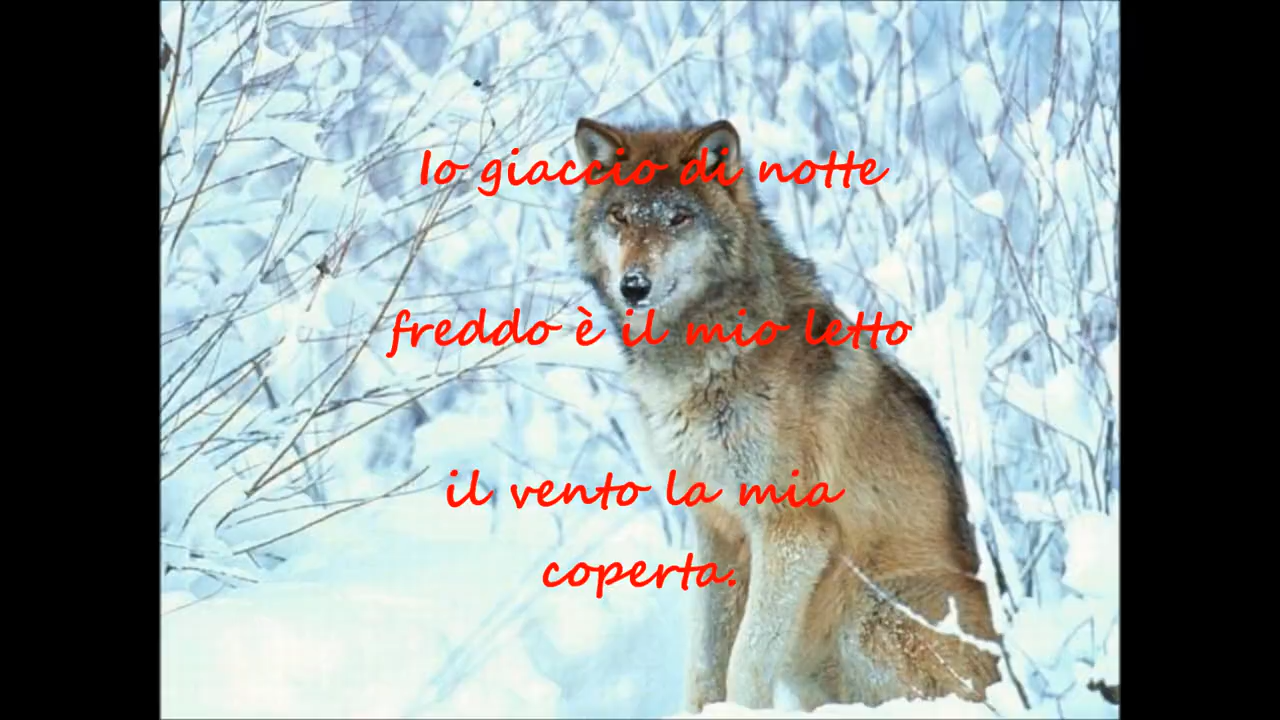 Io giaccio di notte
freddo è il mio letto
il vento la mia
coperta.